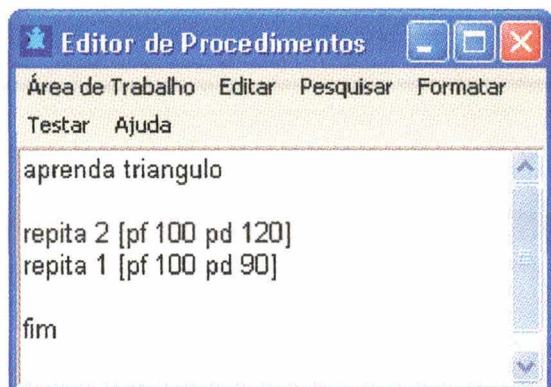 Editor de Procedimentos
Área de Trabalho Editar Pesquisar Formatar
Testar Ajuda
aprenda triangulo
repita 2 [pf 100 pd 120]
repita 1 [pf 100 pd 90]
fim